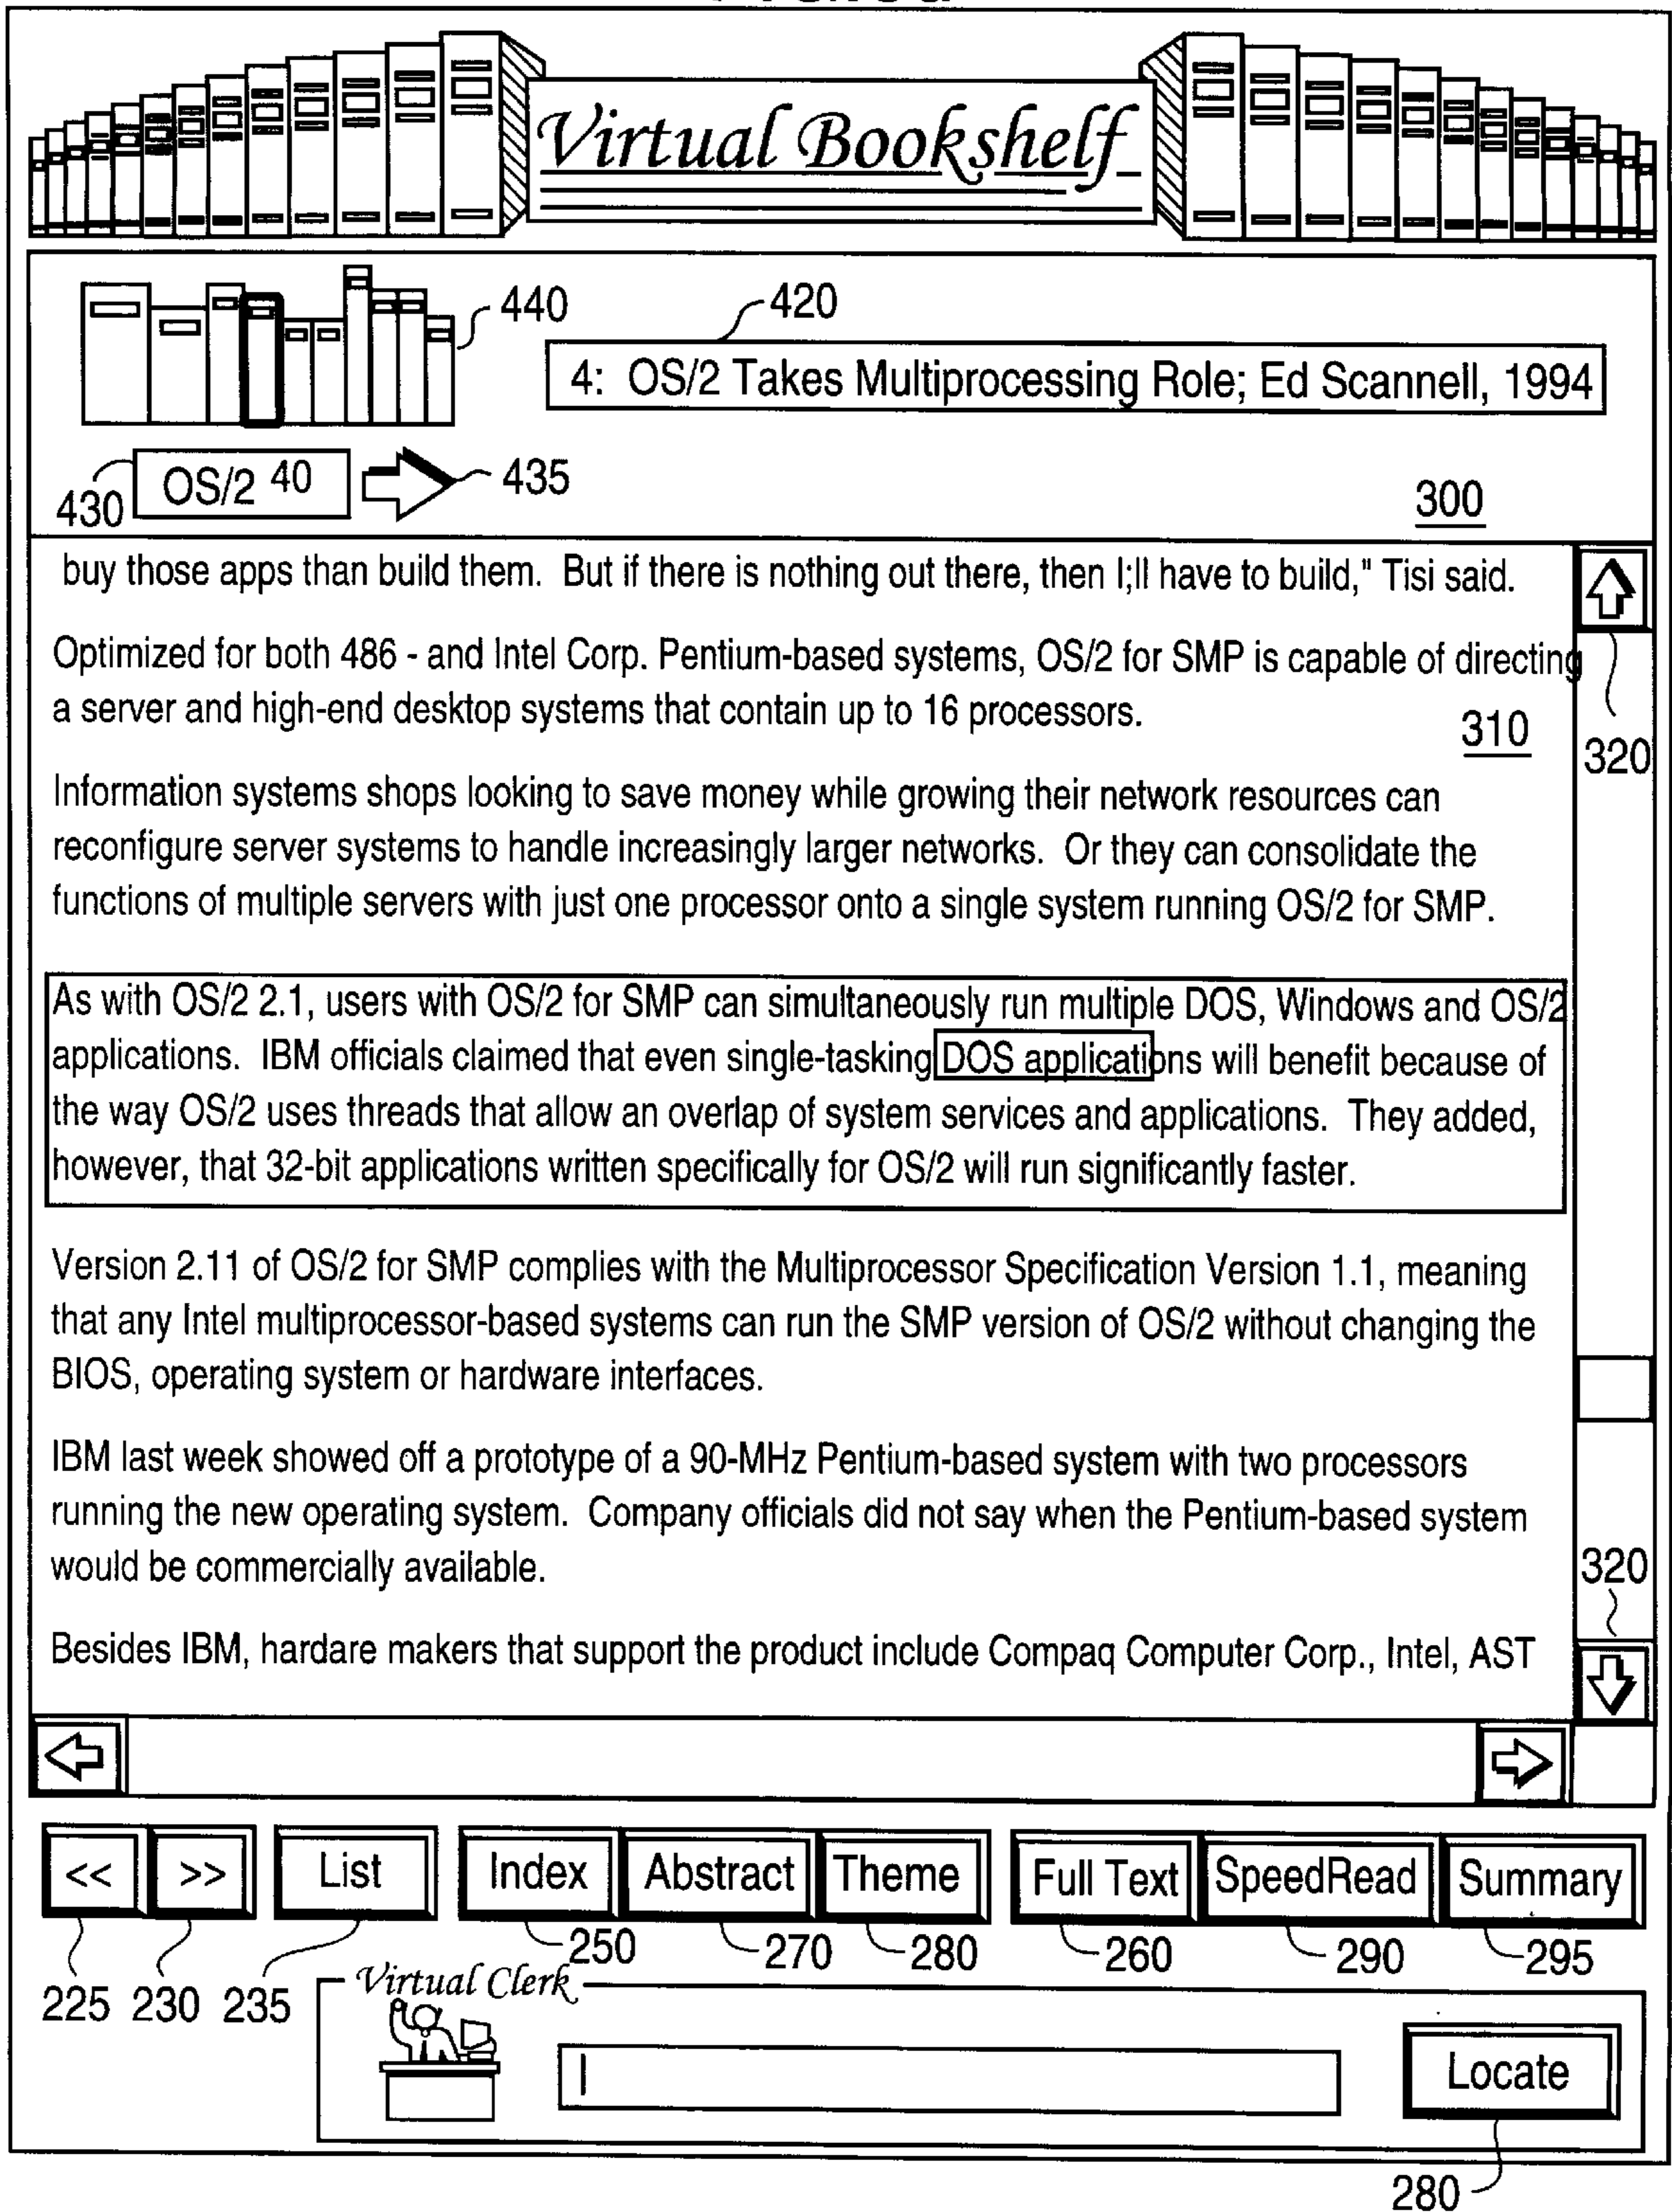 Virtual Bookshelf
440
420
4: OS/2 Takes Multiprocessing Role; Ed Scannell, 1994
430
OS/2 40
435
300
buy those apps than build them. But if there is nothing out there, then I;ll have to build," Tisi said.
Optimized for both 486 - and Intel Corp. Pentium-based systems, OS/2 for SMP is capable of directing
a server and high-end desktop systems that contain up to 16 processors.
310
320
Information systems shops looking to save money while growing their network resources can
reconfigure server systems to handle increasingly larger networks. Or they can consolidate the
functions of multiple servers with just one processor onto a single system running OS/2 for SMP.
As with OS/2 2.1, users with OS/2 for SMP can simultaneously run multiple DOS, Windows and OS/2
applications. IBM officials claimed that even single-tasking DOS applications will benefit because of
the way OS/2 uses threads that allow an overlap of system services and applications. They added,
however, that 32-bit applications written specifically for OS/2 will run significantly faster.
Version 2.11 of OS/2 for SMP complies with the Multiprocessor Specification Version 1.1, meaning
that any Intel multiprocessor-based systems can run the SMP version of OS/2 without changing the
BIOS, operating system or hardware interfaces.
IBM last week showed off a prototype of a 90-MHz Pentium-based system with two processors
running the new operating system. Company officials did not say when the Pentium-based system
would be commercially available.
320
Besides IBM, hardare makers that support the product include Compaq Computer Corp., Intel, AST
<< >> List Index Abstract Theme Full Text SpeedRead Summary
250 270 280 260 290 295
225 230 235
Virtual Clerk
Locate
280